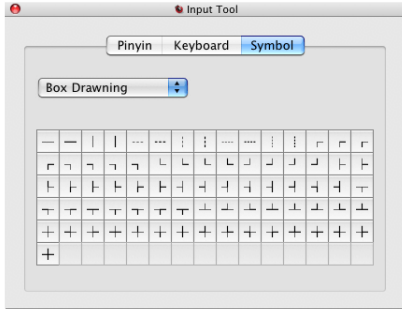 Input Tool
Pinyin Keyboard Symbol
Box Drawning
─ ━ │ ┃ ┄ ┅ ┆ ┇ ┈ ┉ ┊ ┋ ┌ ┍ ┎
┏ ┐ ┑ ┒ ┓ └ ┕ ┖ ┗ ┘ ┙ ┚ ┛ ├ ┝
┞ ┟ ┠ ┡ ┢ ┣ ┤ ┥ ┦ ┧ ┨ ┩ ┪ ┫ ┬
┭ ┮ ┯ ┰ ┱ ┲ ┳ ┴ ┵ ┶ ┷ ┸ ┹ ┺ ┻
┼ ┽ ┾ ┿ ╀ ╁ ╂ ╃ ╄ ╅ ╆ ╇ ╈ ╉ ╊
╋